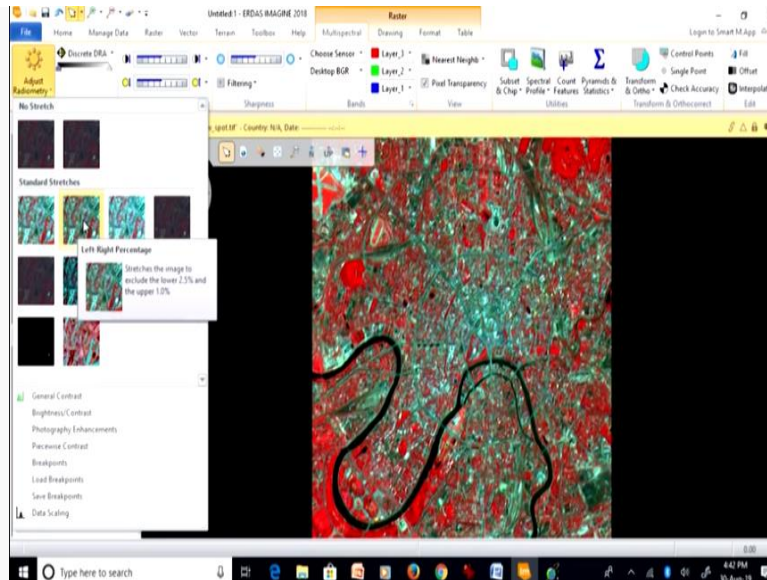 Untitled:1 - ERDAS IMAGINE 2018
Raster
File Home Manage Data Raster Vector Terrain Toolbox Help Multispectral Drawing Format Table
Login to Smart M.App
Adjust Radiometry
Discrete DRA
Filtering
Sharpness
Choose Sensor
Desktop BGR
Layer_3
Layer_2
Layer_1
Bands
Nearest Neighb
Pixel Transparency
View
Subset & Chip
Spectral Profile
Count Features
Pyramids & Statistics
Utilities
Transform & Ortho
Control Points
Single Point
Check Accuracy
Transform & Orthocorrect
Fill
Offset
Interpolat
Edit
_spot.tif' - Country: N/A, Date:
No Stretch
Standard Stretches
Left Right Percentage
Stretches the image to
exclude the lower 2.5% and
the upper 1.0%
General Contrast
Brightness/Contrast
Photography Enhancements
Piecewise Contrast
Breakpoints
Load Breakpoints
Save Breakpoints
Data Scaling
0.00
Type here to search
4:42 PM
30-Aug-19